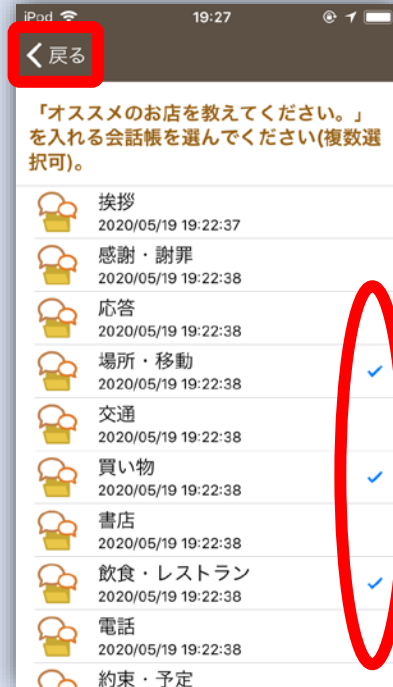 iPod 19:27
戻る
「オススメのお店を教えてください。」
を入れる会話帳を選んでください(複数選
択可)。
挨拶
2020/05/19 19:22:37
感謝・謝罪
2020/05/19 19:22:38
応答
2020/05/19 19:22:38
場所・移動
2020/05/19 19:22:38
交通
2020/05/19 19:22:38
買い物
2020/05/19 19:22:38
書店
2020/05/19 19:22:38
飲食・レストラン
2020/05/19 19:22:38
電話
2020/05/19 19:22:38
約束・予定